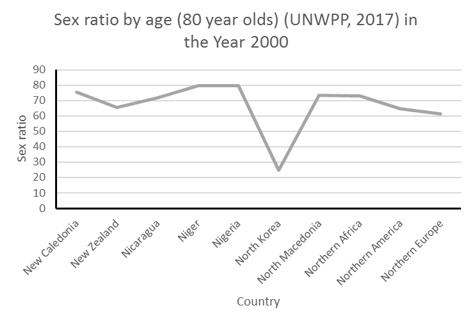 Sex ratio by age (80 year olds) (UNWPP, 2017) in
the Year 2000
90
80
70
60
50
40
30
20
10
0
Sex ratio
New Caledonia
New Zealand
Nicaragua
Niger
Nigeria
North Korea
North Macedonia
Northern Africa
Northern America
Northern Europe
Country